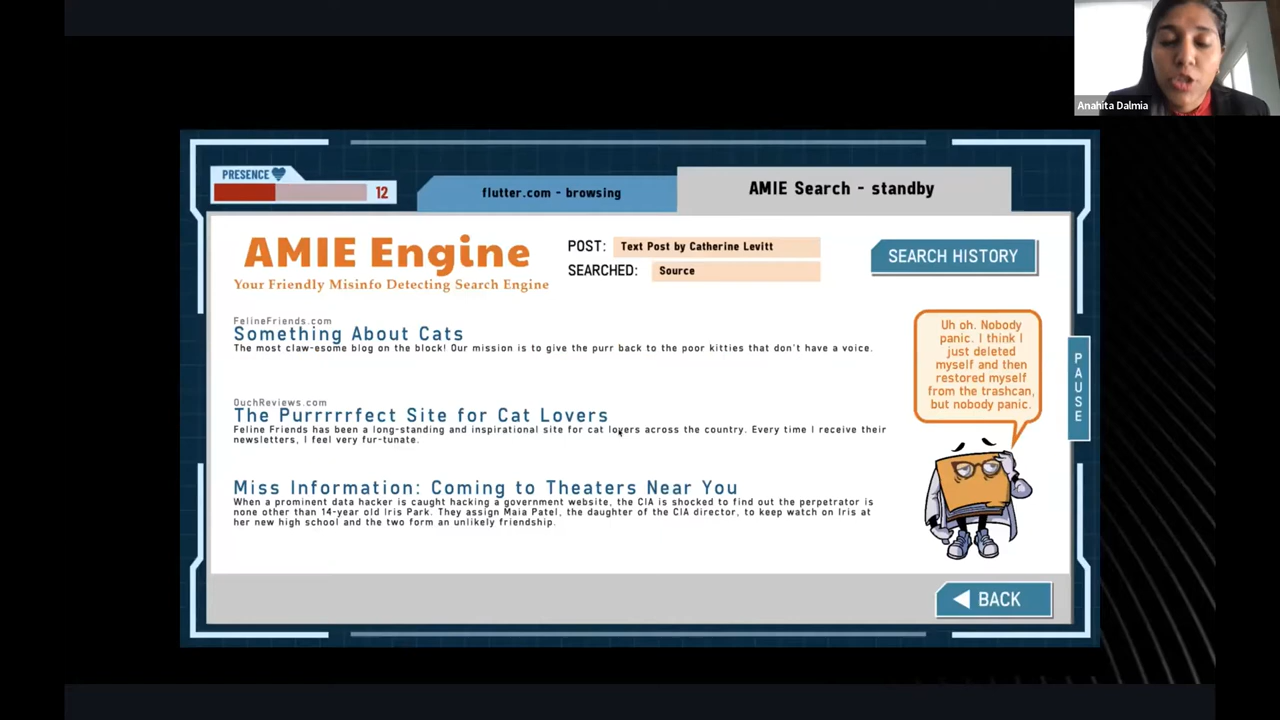 Anahita Dalmia
PRESENCE
12
flutter.com - browsing
AMIE Search - standby
AMIE Engine
Your Friendly Misinfo Detecting Search Engine
POST: Text Post by Catherine Levitt
SEARCHED: Source
SEARCH HISTORY
FelineFriends.com
Something About Cats
The most claw-esome blog on the block! Our mission is to give the purr back to the poor kitties that don't have a voice.
OuchReviews.com
The Purrrrrfect Site for Cat Lovers
Feline Friends has been a long-standing and inspirational site for cat lovers across the country. Every time I receive their
newsletters, I feel very fur-tunate.
Miss Information: Coming to Theaters Near You
When a prominent data hacker is caught hacking a government website, the CIA is shocked to find out the perpetrator is
none other than 14-year old Iris Park. They assign Maia Patel, the daughter of the CIA director, to keep watch on Iris at
her new high school and the two form an unlikely friendship.
Uh oh. Nobody
panic. I think I
just deleted
myself and then
restored myself
from the trashcan,
but nobody panic.
PAUSE
BACK